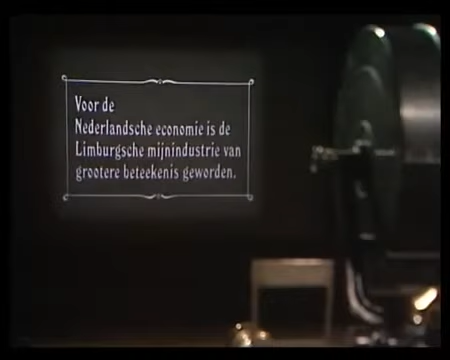 Voor de
Nederlandsche economie is de
Limburgsche mijnindustrie van
grootere beteekenis geworden.